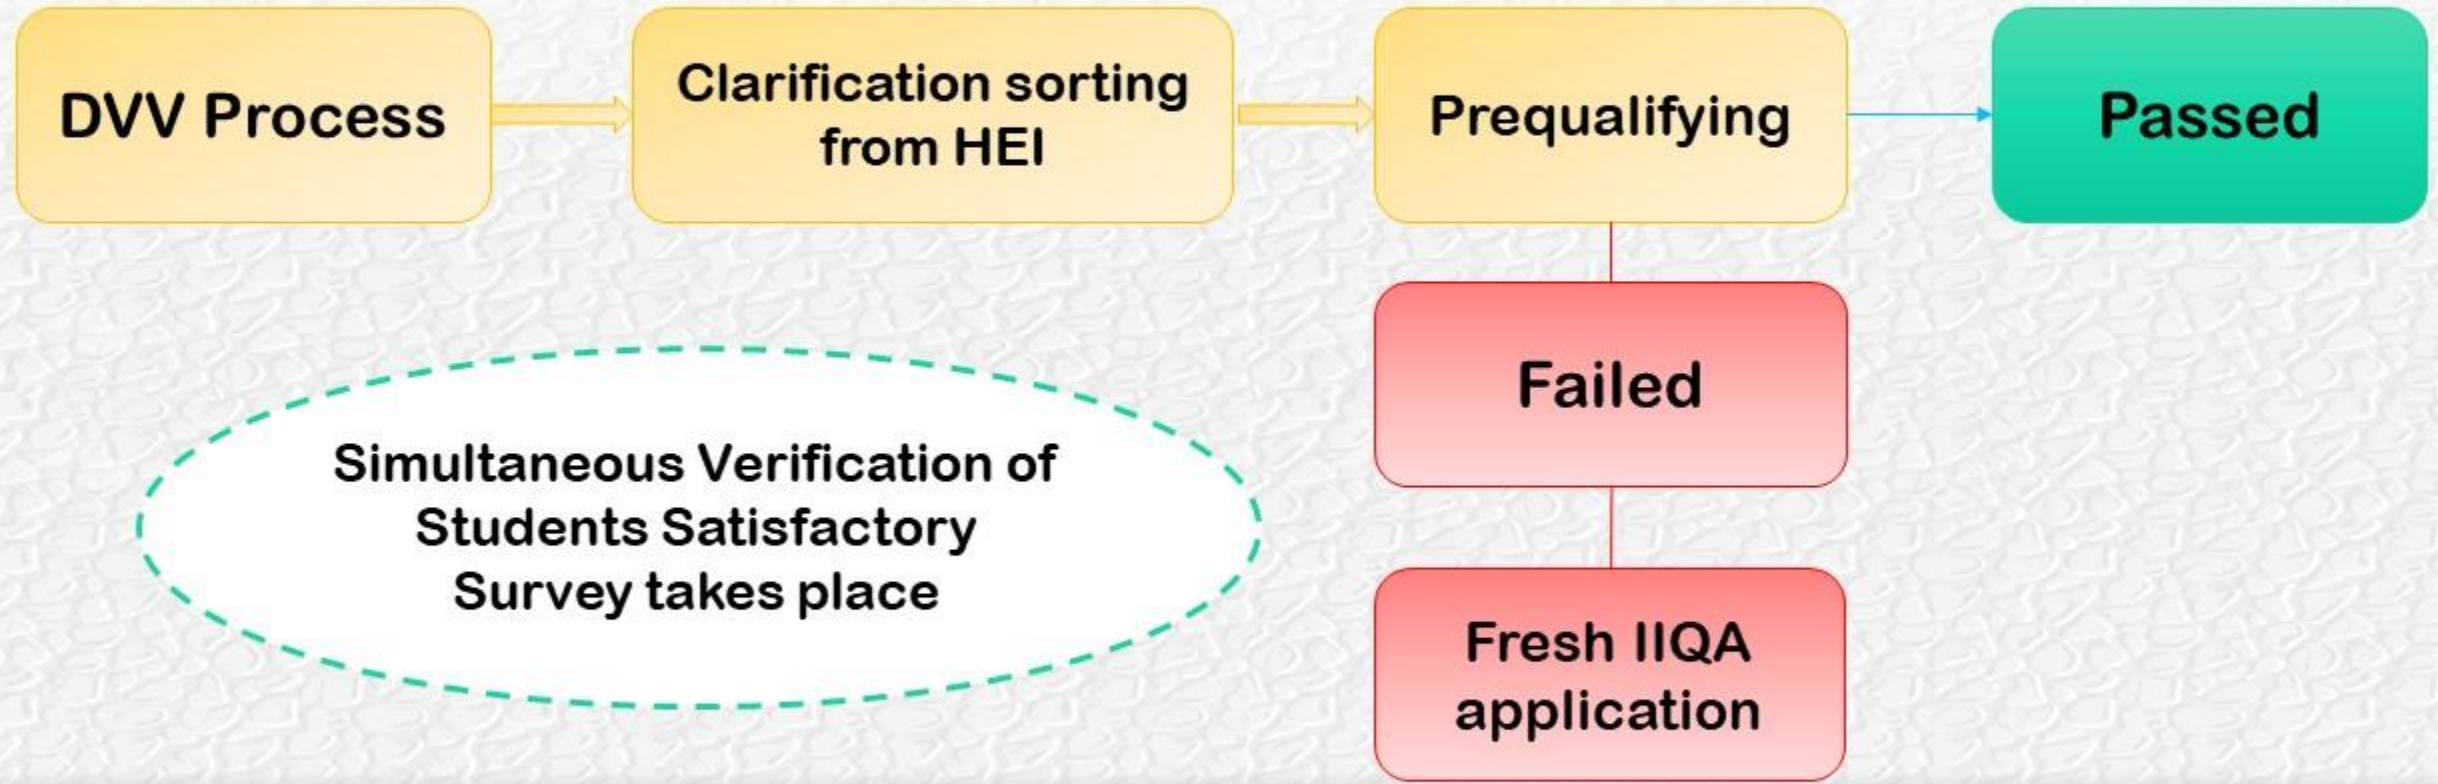 DVV Process
Clarification sorting
from HEI
Prequalifying
Passed
Failed
Simultaneous Verification of
Students Satisfactory
Survey takes place
Fresh IIQA
application